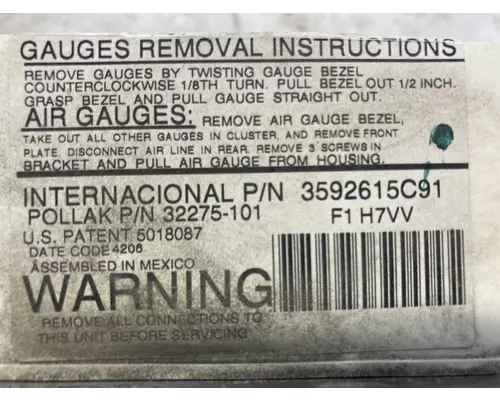 GAUGES REMOVAL INSTRUCTIONS
REMOVE GAUGES BY TWISTING GAUGE BEZEL
COUNTERCLOCKWISE 1/8TH TURN. PULL BEZEL OUT 1/2 INCH.
GRASP BEZEL AND PULL GAUGE STRAIGHT OUT.
AIR GAUGES: REMOVE AIR GAUGE BEZEL,
TAKE OUT ALL OTHER GAUGES IN CLUSTER, AND REMOVE FRONT
PLATE. DISCONNECT AIR LINE IN REAR. REMOVE 3 SCREWS IN
BRACKET AND PULL AIR GAUGE FROM HOUSING.
INTERNACIONAL P/N 3592615C91
POLLAK P/N 32275-101 F1 H7VV
U.S. PATENT 5018087
DATE CODE 4206
ASSEMBLED IN MEXICO
WARNING
REMOVE ALL CONNECTIONS TO
THIS UNIT BEFORE SERVICING